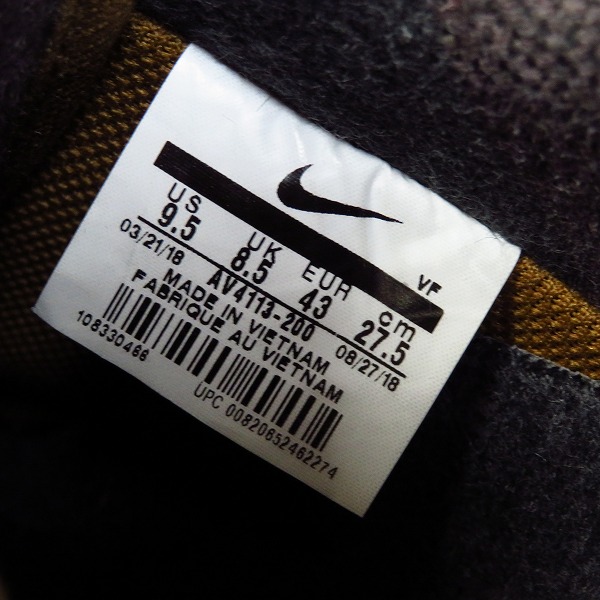 VF
US UK EUR cm
9.5 8.5 43 27.5
03/21/18 AV4113-200 08/27/18
MADE IN VIETNAM
FABRIQUE AU VIETNAM
108330466
UPC 00820652462274